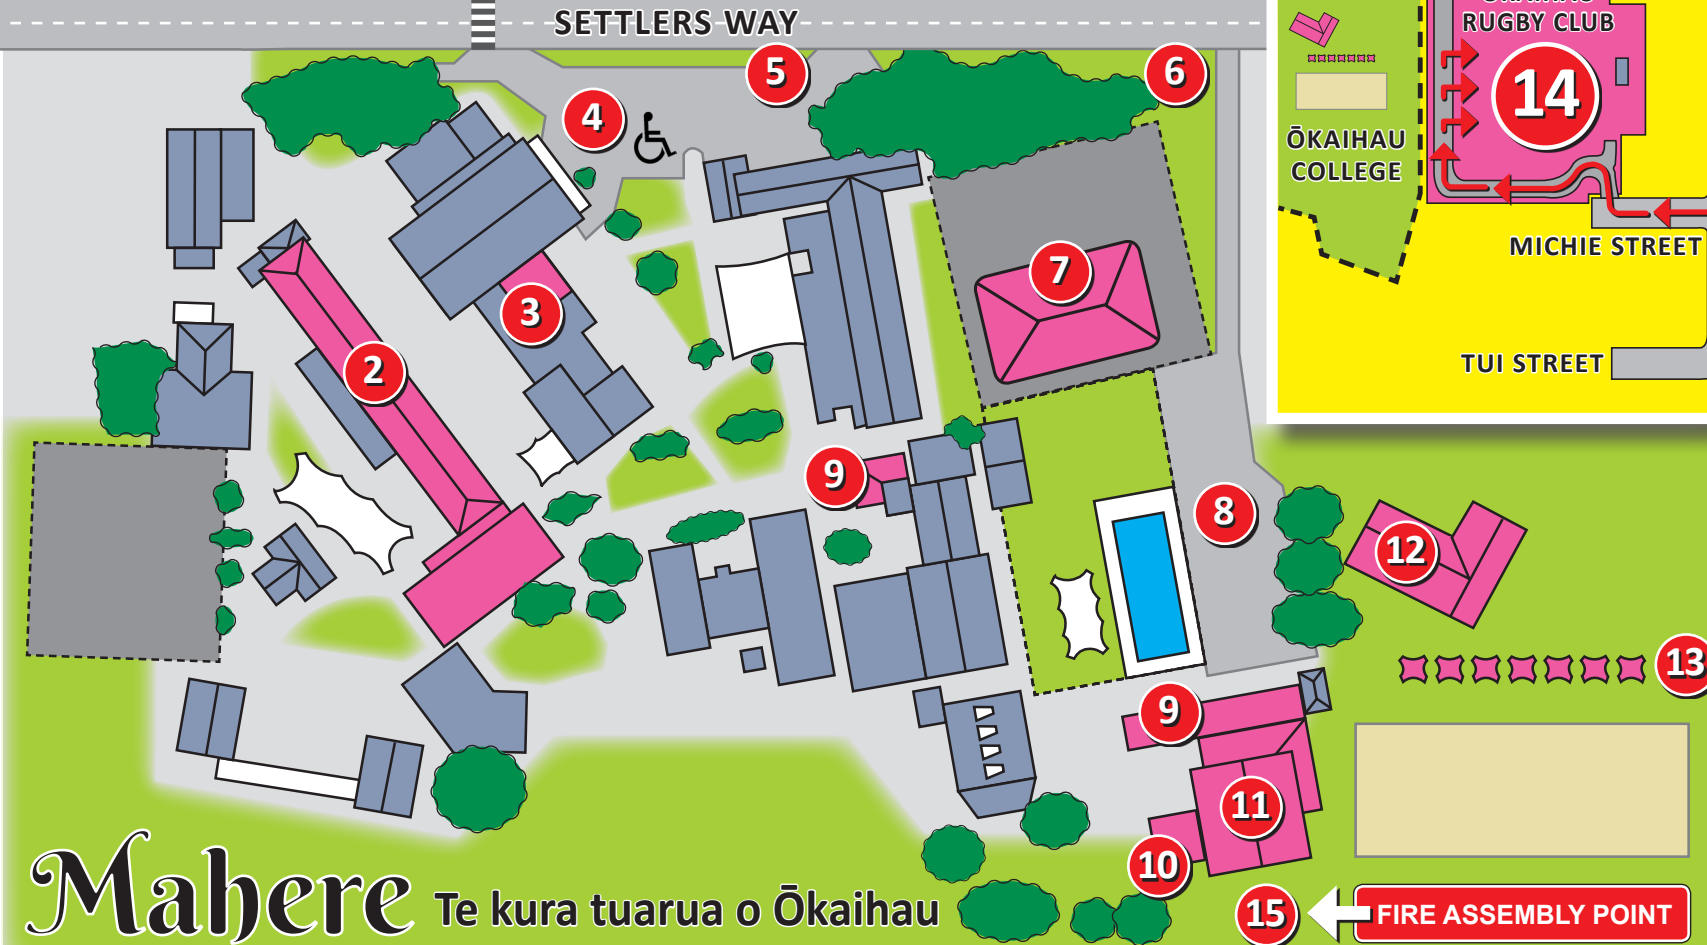 SETTLERS WAY
RUGBY CLUB
14
ŌKAIHAU
COLLEGE
MICHIE STREET
TUI STREET
5
6
4
7
3
2
9
8
12
13
9
11
10
15
FIRE ASSEMBLY POINT
Mahere
Te kura tuarua o Ōkaihau